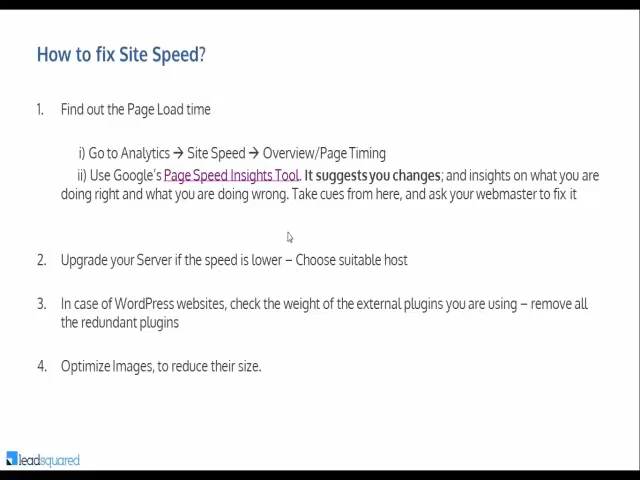 How to fix Site Speed?
1. Find out the Page Load time
i) Go to Analytics → Site Speed → Overview/Page Timing
ii) Use Google's Page Speed Insights Tool. It suggests you changes; and insights on what you are
doing right and what you are doing wrong. Take cues from here, and ask your webmaster to fix it
2. Upgrade your Server if the speed is lower – Choose suitable host
3. In case of WordPress websites, check the weight of the external plugins you are using – remove all
the redundant plugins
4. Optimize Images, to reduce their size.
leadsquared